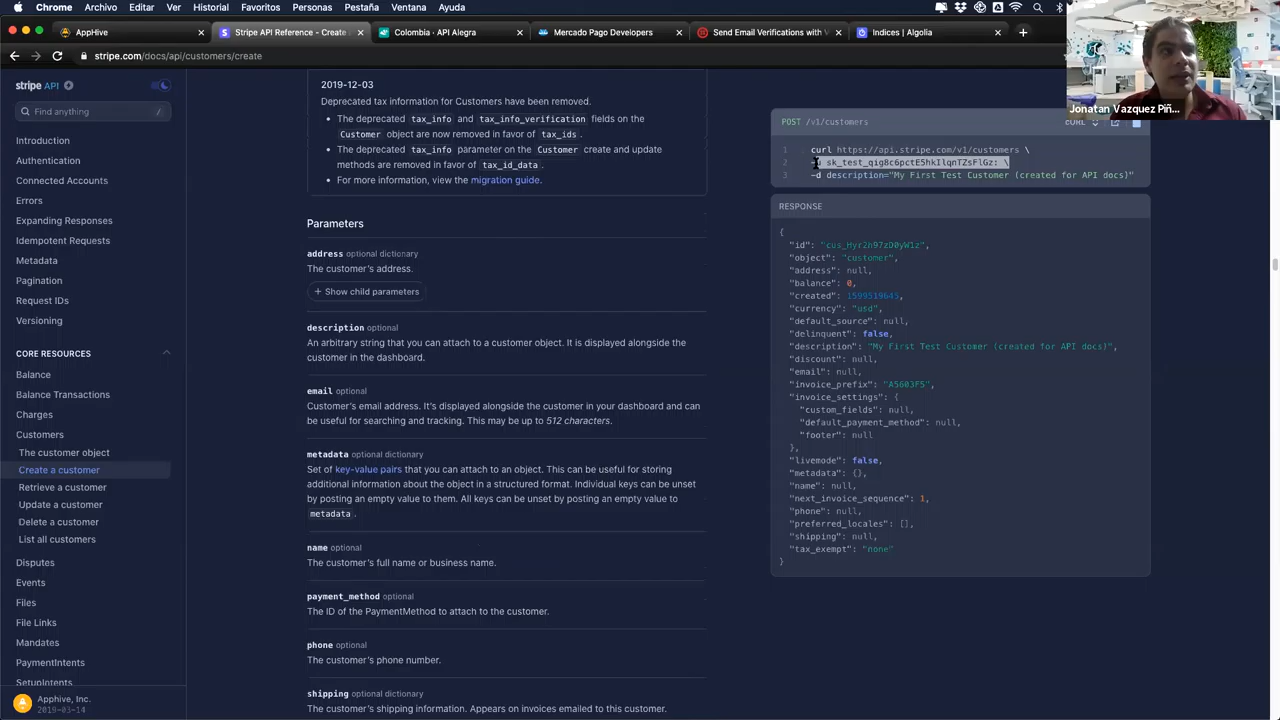 Chrome Archivo Editar Ver Historial Favoritos Personas Pestaña Ventana Ayuda
AppHive
Stripe API Reference - Create
Colombia · API Alegra
Mercado Pago Developers
Send Email Verifications with
Indices | Algolia
stripe.com/docs/api/customers/create
Jonatan Vazquez Piñ...
stripe API
Find anything /
Introduction
Authentication
Connected Accounts
Errors
Expanding Responses
Idempotent Requests
Metadata
Pagination
Request IDs
Versioning
CORE RESOURCES
Balance
Balance Transactions
Charges
Customers
The customer object
Create a customer
Retrieve a customer
Update a customer
Delete a customer
List all customers
Disputes
Events
Files
File Links
Mandates
PaymentIntents
SetupIntents
Apphive, Inc.
2019-03-14
2019-12-03
Deprecated tax information for Customers have been removed.
• The deprecated tax_info and tax_info_verification fields on the
Customer object are now removed in favor of tax_ids.
• The deprecated tax_info parameter on the Customer create and update
methods are removed in favor of tax_id_data.
• For more information, view the migration guide.
Parameters
address optional dictionary
The customer's address.
+ Show child parameters
description optional
An arbitrary string that you can attach to a customer object. It is displayed alongside the
customer in the dashboard.
email optional
Customer's email address. It's displayed alongside the customer in your dashboard and can
be useful for searching and tracking. This may be up to 512 characters.
metadata optional dictionary
Set of key-value pairs that you can attach to an object. This can be useful for storing
additional information about the object in a structured format. Individual keys can be unset
by posting an empty value to them. All keys can be unset by posting an empty value to
metadata.
name optional
The customer's full name or business name.
payment_method optional
The ID of the PaymentMethod to attach to the customer.
phone optional
The customer's phone number.
shipping optional dictionary
The customer's shipping information. Appears on invoices emailed to this customer.
POST /v1/customers
cURL
1 curl https://api.stripe.com/v1/customers \
2 sk_test_qig8c6pctE5hkIlqnTZsFlGz: \
3 -d description="My First Test Customer (created for API docs)"
RESPONSE
{
"id": "cus_Hyr2h97zD0yW1z",
"object": "customer",
"address": null,
"balance": 0,
"created": 1599519645,
"currency": "usd",
"default_source": null,
"delinquent": false,
"description": "My First Test Customer (created for API docs)",
"discount": null,
"email": null,
"invoice_prefix": "A5603F5",
"invoice_settings": {
"custom_fields": null,
"default_payment_method": null,
"footer": null
},
"livemode": false,
"metadata": {},
"name": null,
"next_invoice_sequence": 1,
"phone": null,
"preferred_locales": [],
"shipping": null,
"tax_exempt": "none"
}